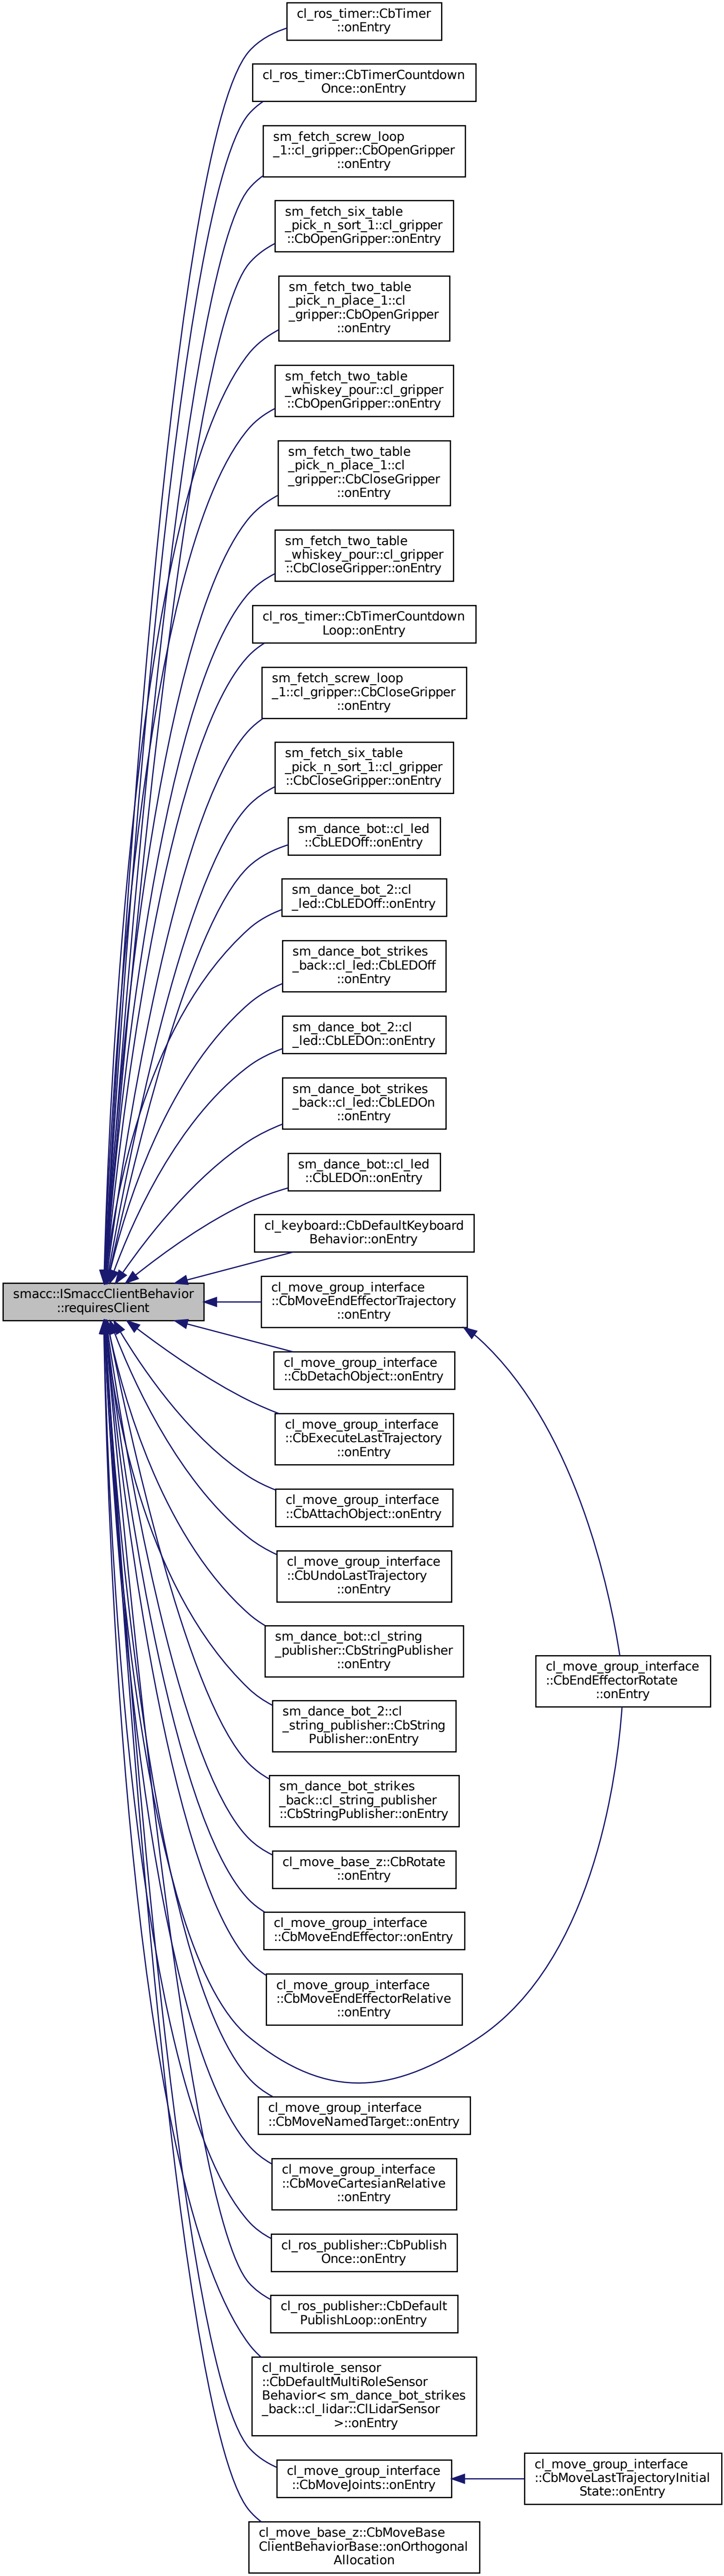 cl_ros_timer::CbTimer
::onEntry
cl_ros_timer::CbTimerCountdown
Once::onEntry
sm_fetch_screw_loop
_1::cl_gripper::CbOpenGripper
::onEntry
sm_fetch_six_table
_pick_n_sort_1::cl_gripper
::CbOpenGripper::onEntry
sm_fetch_two_table
_pick_n_place_1::cl
_gripper::CbOpenGripper
::onEntry
sm_fetch_two_table
_whiskey_pour::cl_gripper
::CbOpenGripper::onEntry
sm_fetch_two_table
_pick_n_place_1::cl
_gripper::CbCloseGripper
::onEntry
sm_fetch_two_table
_whiskey_pour::cl_gripper
::CbCloseGripper::onEntry
cl_ros_timer::CbTimerCountdown
Loop::onEntry
sm_fetch_screw_loop
_1::cl_gripper::CbCloseGripper
::onEntry
sm_fetch_six_table
_pick_n_sort_1::cl_gripper
::CbCloseGripper::onEntry
sm_dance_bot::cl_led
::CbLEDOff::onEntry
sm_dance_bot_2::cl
_led::CbLEDOff::onEntry
sm_dance_bot_strikes
_back::cl_led::CbLEDOff
::onEntry
sm_dance_bot_2::cl
_led::CbLEDOn::onEntry
sm_dance_bot_strikes
_back::cl_led::CbLEDOn
::onEntry
sm_dance_bot::cl_led
::CbLEDOn::onEntry
cl_keyboard::CbDefaultKeyboard
Behavior::onEntry
smacc::ISmaccClientBehavior
::requiresClient
cl_move_group_interface
::CbMoveEndEffectorTrajectory
::onEntry
cl_move_group_interface
::CbDetachObject::onEntry
cl_move_group_interface
::CbExecuteLastTrajectory
::onEntry
cl_move_group_interface
::CbAttachObject::onEntry
cl_move_group_interface
::CbUndoLastTrajectory
::onEntry
sm_dance_bot::cl_string
_publisher::CbStringPublisher
::onEntry
cl_move_group_interface
::CbEndEffectorRotate
::onEntry
sm_dance_bot_2::cl
_string_publisher::CbString
Publisher::onEntry
sm_dance_bot_strikes
_back::cl_string_publisher
::CbStringPublisher::onEntry
cl_move_base_z::CbRotate
::onEntry
cl_move_group_interface
::CbMoveEndEffector::onEntry
cl_move_group_interface
::CbMoveEndEffectorRelative
::onEntry
cl_move_group_interface
::CbMoveNamedTarget::onEntry
cl_move_group_interface
::CbMoveCartesianRelative
::onEntry
cl_ros_publisher::CbPublish
Once::onEntry
cl_ros_publisher::CbDefault
PublishLoop::onEntry
cl_multirole_sensor
::CbDefaultMultiRoleSensor
Behavior< sm_dance_bot_strikes
_back::cl_lidar::ClLidarSensor
>::onEntry
cl_move_group_interface
::CbMoveJoints::onEntry
cl_move_group_interface
::CbMoveLastTrajectoryInitial
State::onEntry
cl_move_base_z::CbMoveBase
ClientBehaviorBase::onOrthogonal
Allocation